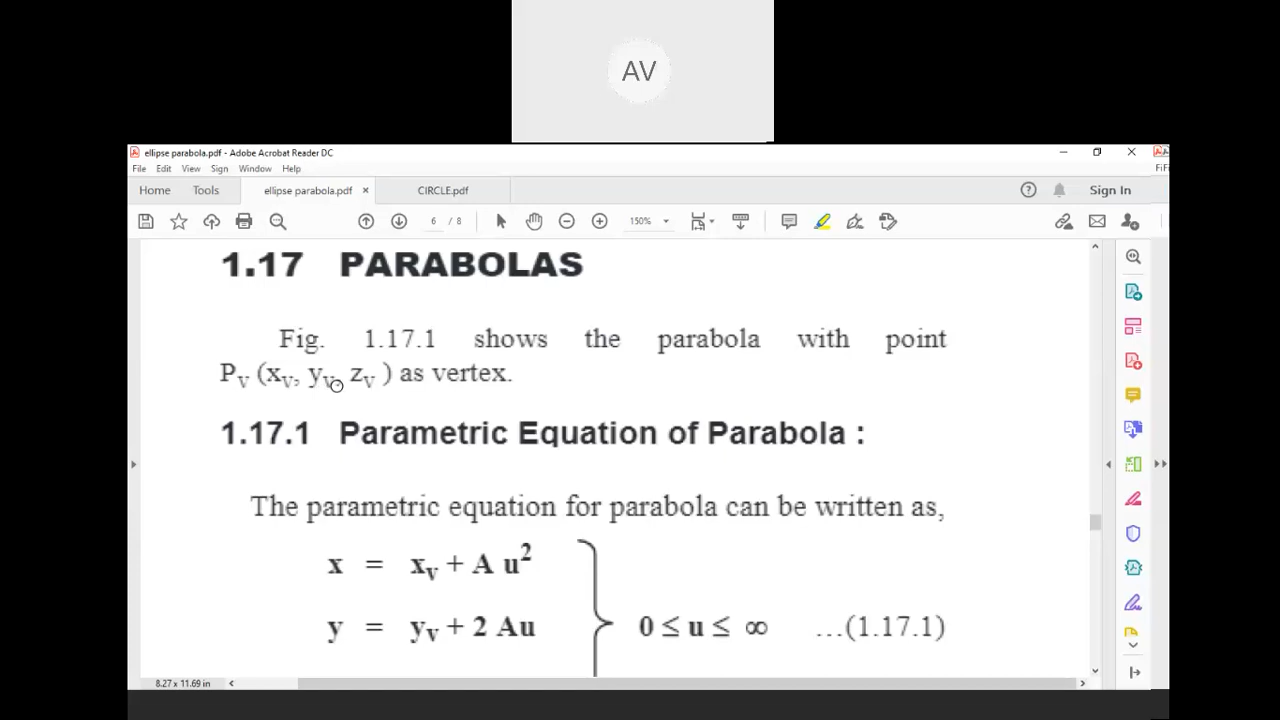 AV
ellipse parabola.pdf - Adobe Acrobat Reader DC
File Edit View Sign Window Help
Home Tools ellipse parabola.pdf × CIRCLE.pdf Sign In
6 / 8 150%
1.17 PARABOLAS
Fig. 1.17.1 shows the parabola with point
P_V (x_V, y_V, z_V ) as vertex.
1.17.1 Parametric Equation of Parabola :
The parametric equation for parabola can be written as,
x = x_V + A u²
y = y_V + 2 Au 0 ≤ u ≤ ∞ ...(1.17.1)
8.27 x 11.69 in